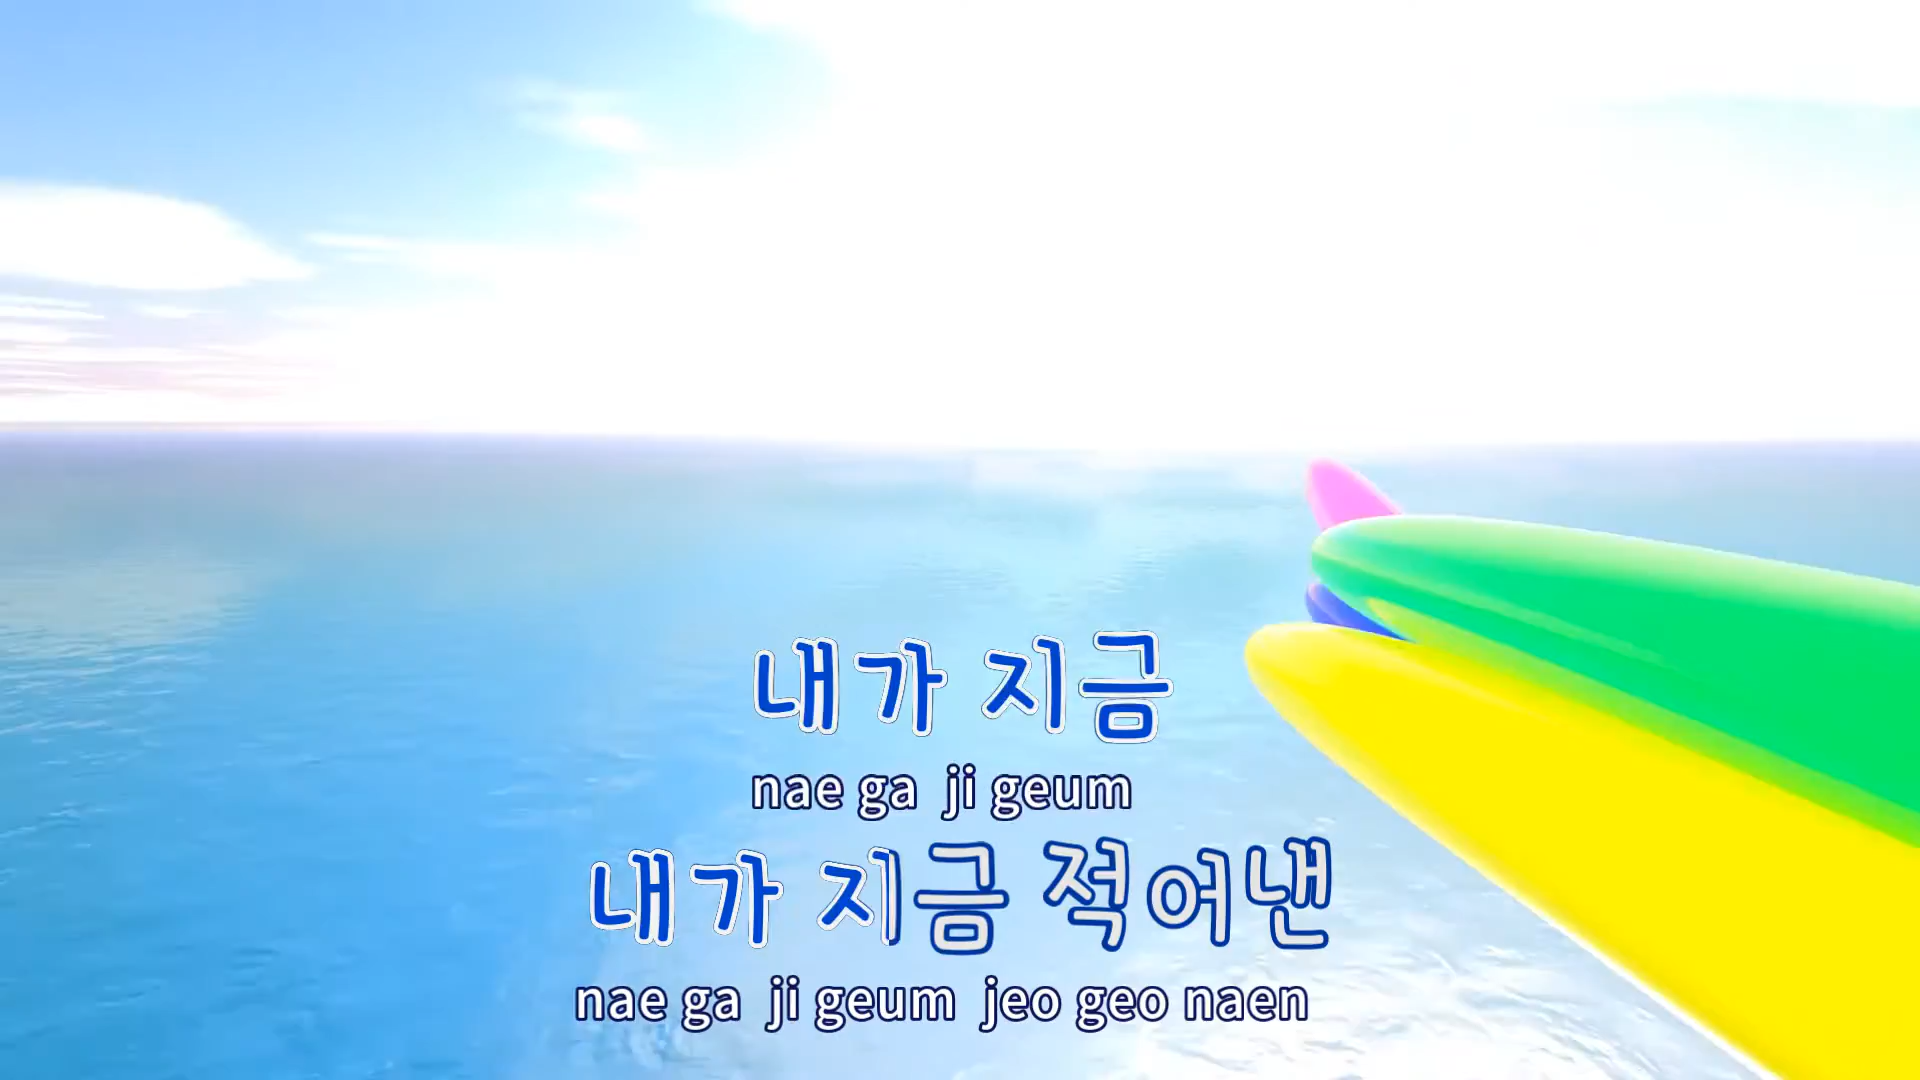 내가 지금
nae ga ji geum
내가 지금 적어낸
nae ga ji geum jeo geo naen